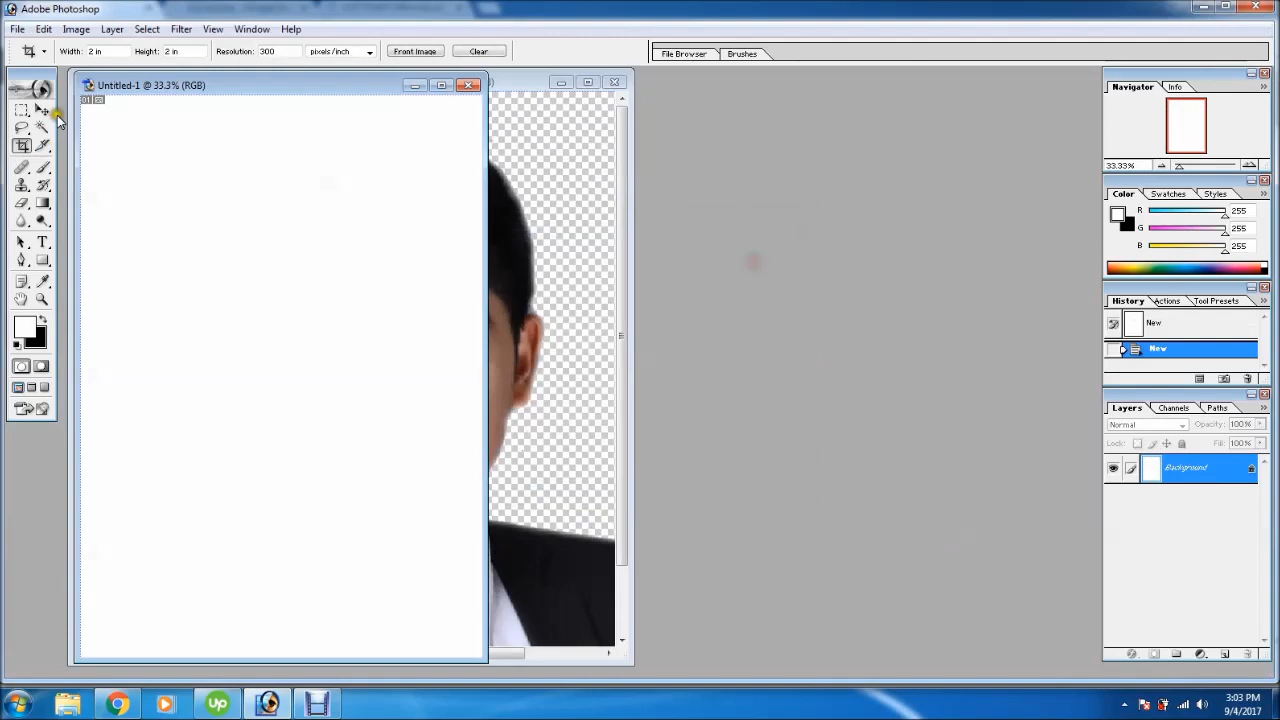 Adobe Photoshop
File Edit Image Layer Select Filter View Window Help
Width: 2 in Height: 2 in Resolution: 300 pixels/inch Front Image Clear File Browser Brushes
Untitled-1 @ 33.3% (RGB)
Navigator Info
33.33%
Color Swatches Styles
R 255
G 255
B 255
History Actions Tool Presets
New
New
Layers Channels Paths
Normal Opacity: 100%
Lock: Fill: 100%
Background
3:03 PM
9/4/2017